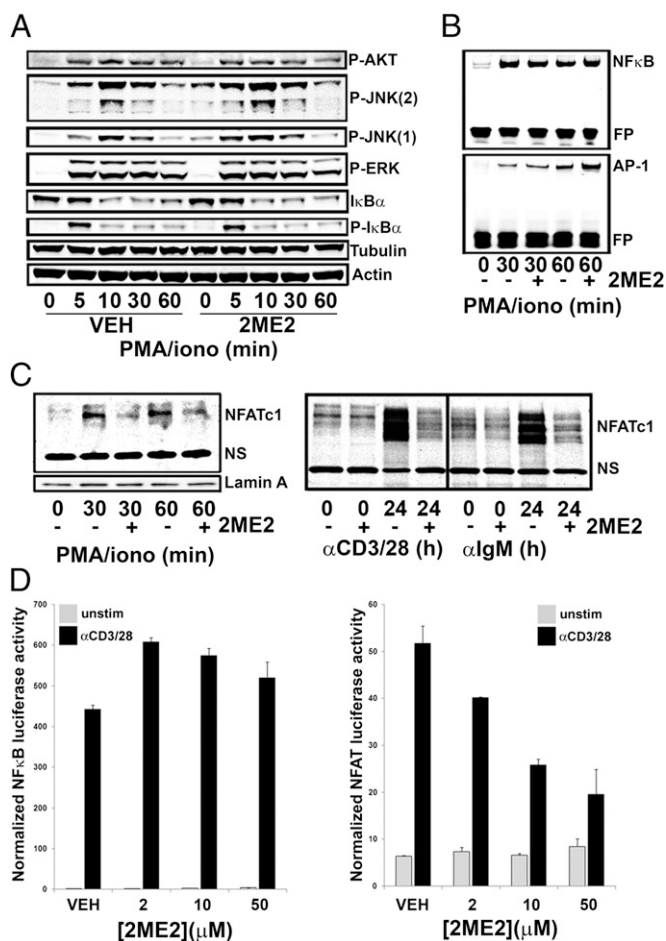 A
P-AKT
P-JNK(2)
P-JNK(1)
P-ERK
IκBα
P-IκBα
Tubulin
Actin
0 5 10 30 60 0 5 10 30 60
VEH 2ME2
PMA/iono (min)
B
NFκB
FP
AP-1
FP
0 30 30 60 60
- - + - + 2ME2
PMA/iono (min)
C
NFATc1
NS
Lamin A
0 30 30 60 60
- - + - + 2ME2
PMA/iono (min)
NFATc1
NS
0 0 24 24 0 0 24 24
- + - + - + - + 2ME2
αCD3/28 (h) αIgM (h)
D
Normalized NFκB luciferase activity
700
600
500
400
300
200
100
0
unstim
αCD3/28
VEH 2 10 50
[2ME2](μM)
Normalized NFAT luciferase activity
60
50
40
30
20
10
0
unstim
αCD3/28
VEH 2 10 50
[2ME2](μM)